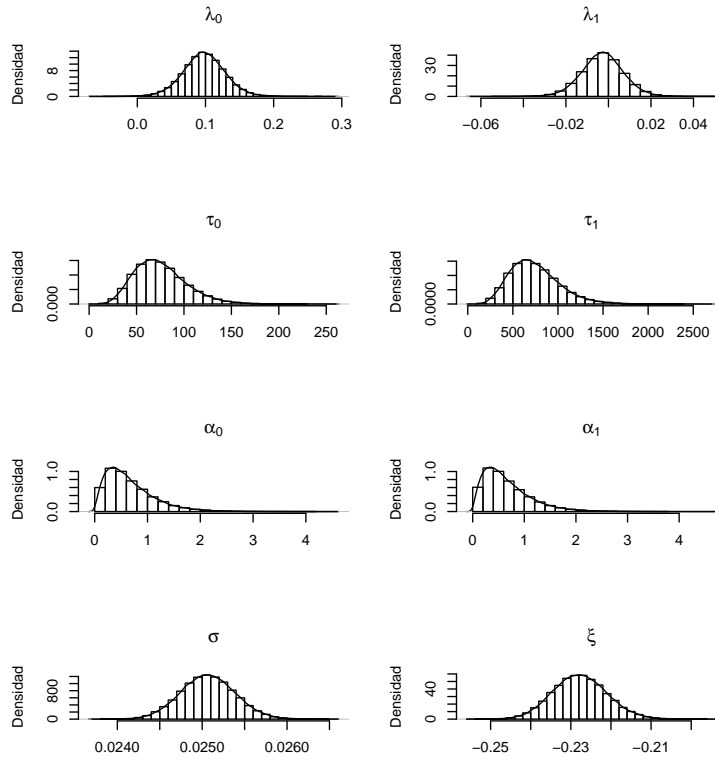 λ0
Densidad
8
0.0 0.1 0.2 0.3
λ1
Densidad
0 30
−0.06 −0.02 0.02 0.04
τ0
Densidad
0.000
0 50 100 150 200 250
τ1
Densidad
0.0000
0 500 1000 1500 2000 2500
α0
Densidad
0.0 1.0
0 1 2 3 4
α1
Densidad
0.0 1.0
0 1 2 3 4
σ
Densidad
0 800
0.0240 0.0250 0.0260
ξ
Densidad
0 40
−0.25 −0.23 −0.21